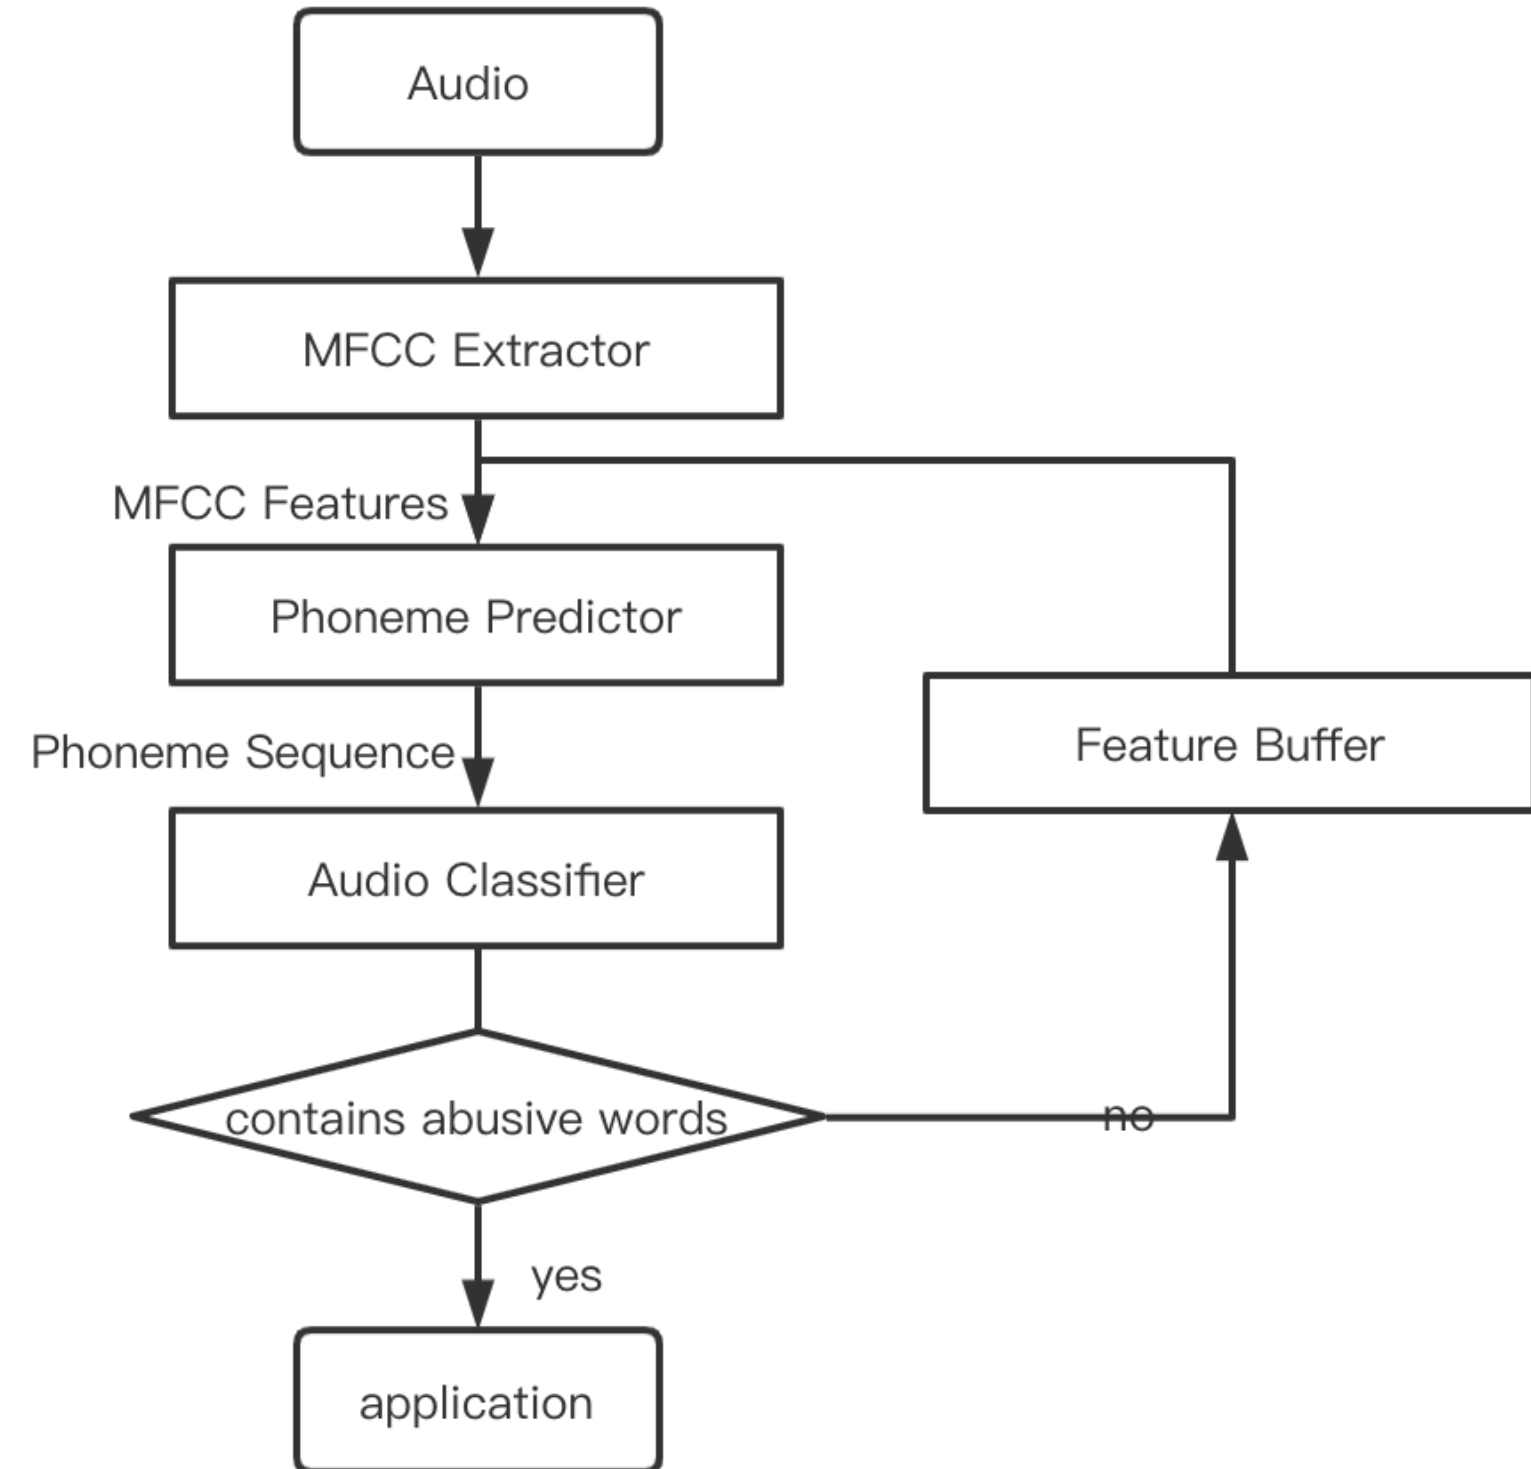 Audio
MFCC Extractor
MFCC Features
Phoneme Predictor
Phoneme Sequence
Feature Buffer
Audio Classifier
contains abusive words
no
yes
application